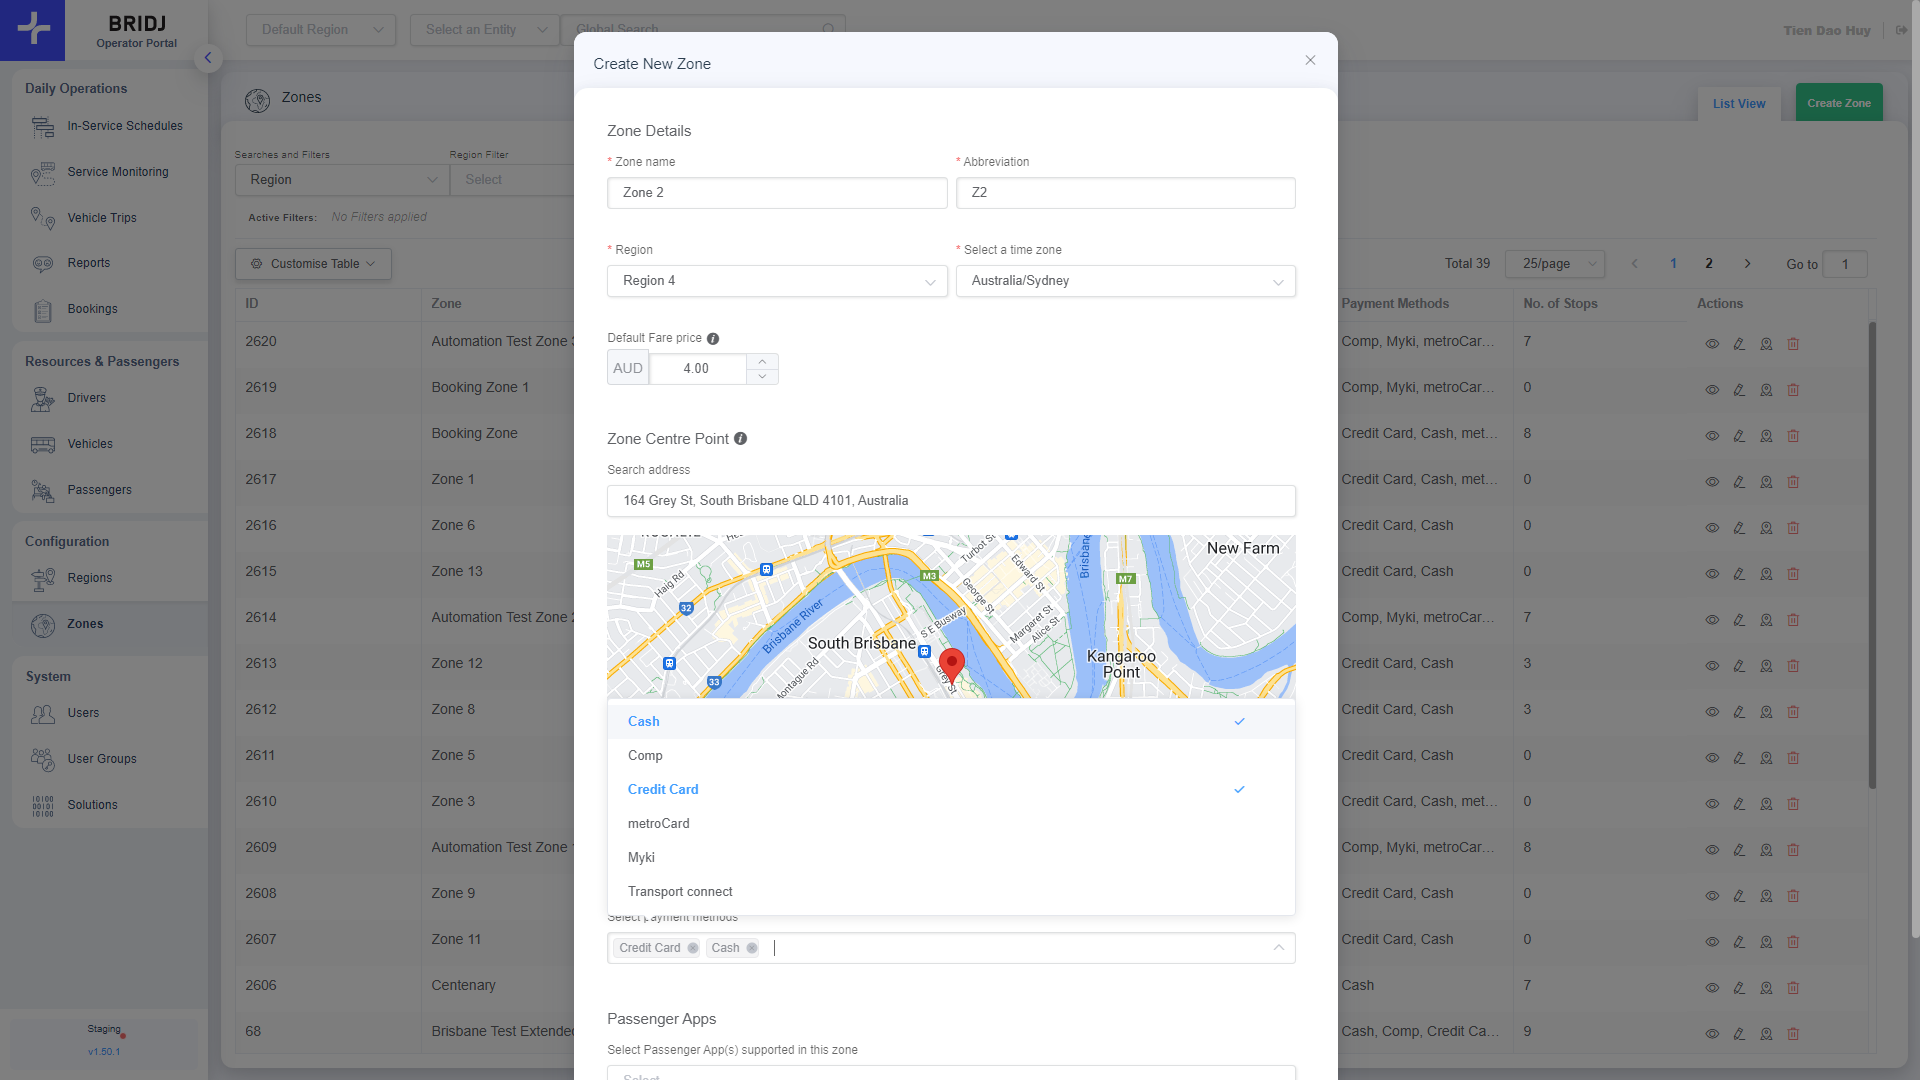 BRIDJ
Operator Portal
Default Region
Select an Entity
Global Search
Tien Dao Huy
Daily Operations
In-Service Schedules
Service Monitoring
Vehicle Trips
Reports
Bookings
Resources & Passengers
Drivers
Vehicles
Passengers
Configuration
Regions
Zones
System
Users
User Groups
Solutions
Staging
v1.50.1
Zones
List View
Create Zone
Searches and Filters
Region Filter
Region
Select
Active Filters: No Filters applied
Customise Table
Total 39
25/page
1
2
Go to
1
ID Zone Payment Methods No. of Stops Actions
2620 Automation Test Zone Comp, Myki, metroCar... 7
2619 Booking Zone 1 Comp, Myki, metroCar... 0
2618 Booking Zone Credit Card, Cash, met... 8
2617 Zone 1 Credit Card, Cash, met... 0
2616 Zone 6 Credit Card, Cash 0
2615 Zone 13 Credit Card, Cash 0
2614 Automation Test Zone Comp, Myki, metroCar... 7
2613 Zone 12 Credit Card, Cash 3
2612 Zone 8 Credit Card, Cash 3
2611 Zone 5 Credit Card, Cash 0
2610 Zone 3 Credit Card, Cash, met... 0
2609 Automation Test Zone Comp, Myki, metroCar... 8
2608 Zone 9 Credit Card, Cash 0
2607 Zone 11 Credit Card, Cash 0
2606 Centenary Cash 7
68 Brisbane Test Extended Cash, Comp, Credit Ca... 9
Create New Zone
Zone Details
* Zone name
* Abbreviation
Zone 2
Z2
* Region
* Select a time zone
Region 4
Australia/Sydney
Default Fare price
AUD 4.00
Zone Centre Point
Search address
164 Grey St, South Brisbane QLD 4101, Australia
Turbot St
Brisbane
New Farm
M5
M3
M7
Haig Rd
Edward St
George St
32
Brisbane River
S E Busway
Margaret St
Alice St
South Brisbane
Kangaroo
Point
Montague Rd
Grey St
33
Cash
Comp
Credit Card
metroCard
Myki
Transport connect
Select payment methods
Credit Card
Cash
Passenger Apps
Select Passenger App(s) supported in this zone
Select